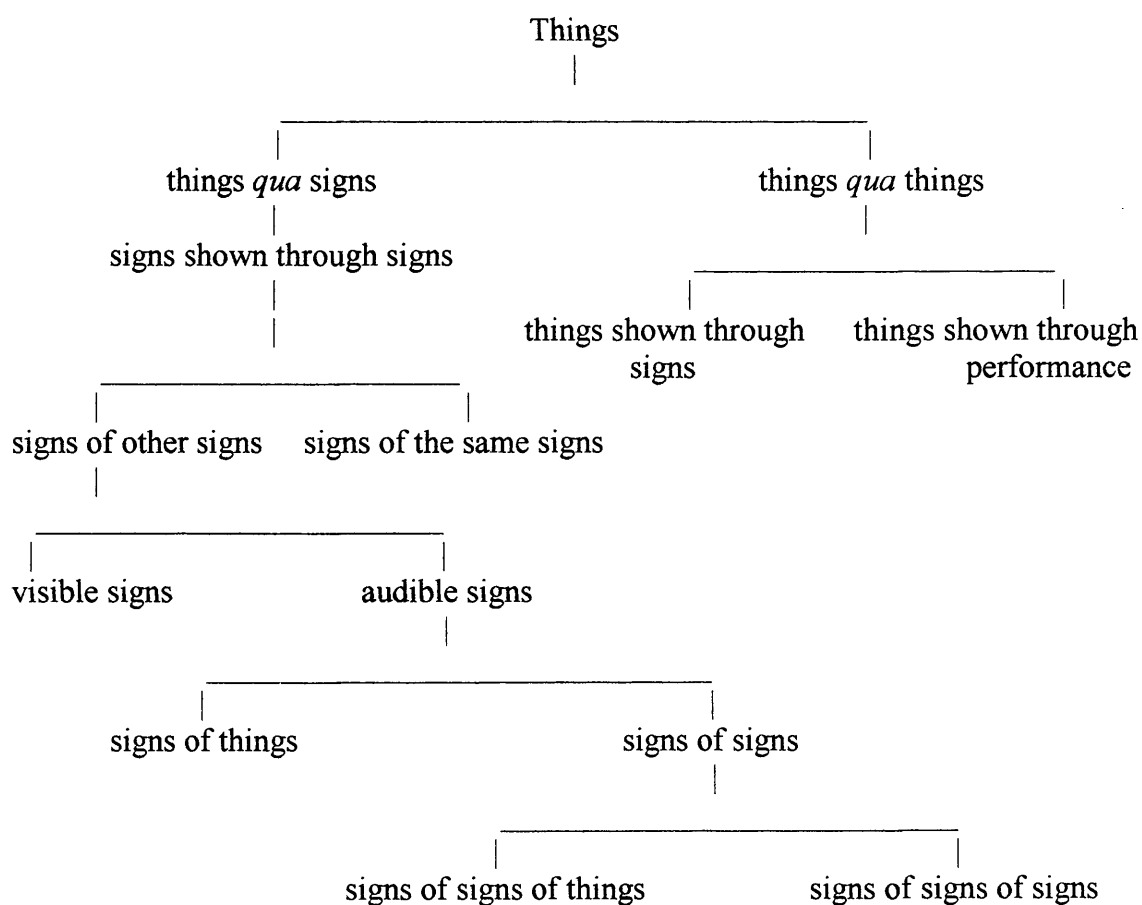 Things
things qua signs things qua things
signs shown through signs
things shown through signs
things shown through performance
signs of other signs signs of the same signs
visible signs audible signs
signs of things signs of signs
signs of signs of things signs of signs of signs